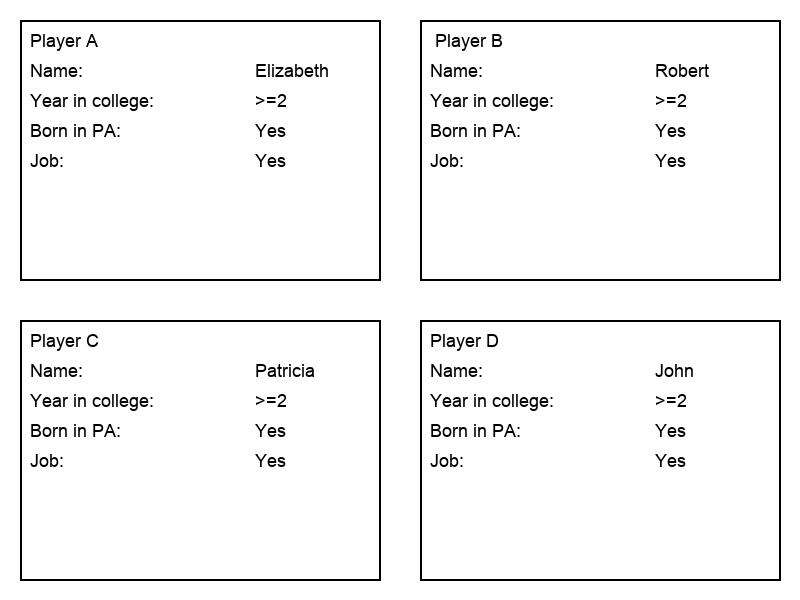 Player A
Name: Elizabeth
Year in college: >=2
Born in PA: Yes
Job: Yes
Player B
Name: Robert
Year in college: >=2
Born in PA: Yes
Job: Yes
Player C
Name: Patricia
Year in college: >=2
Born in PA: Yes
Job: Yes
Player D
Name: John
Year in college: >=2
Born in PA: Yes
Job: Yes